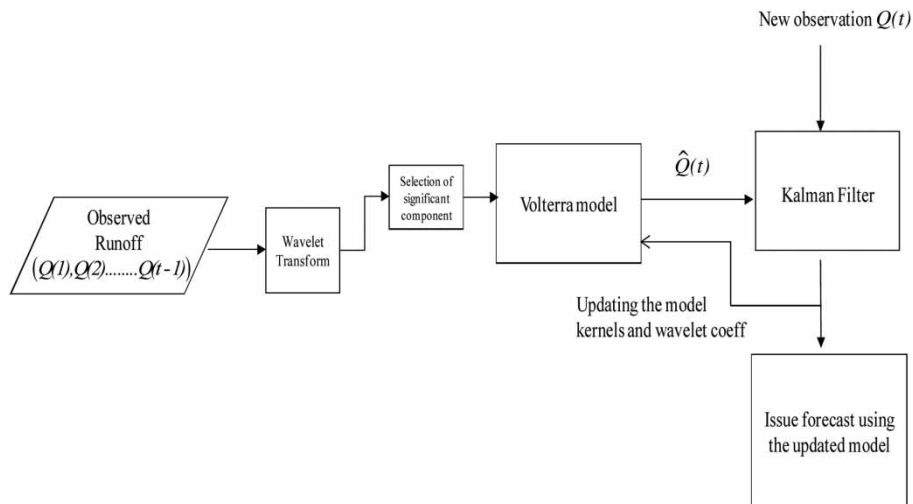 New observation Q(t)
Observed
Runoff
(Q(1),Q(2)........Q(t-1))
Wavelet
Transform
Selection of
significant
component
Volterra model
Q̂(t)
Kalman Filter
Updating the model
kernels and wavelet coeff
Issue forecast using
the updated model